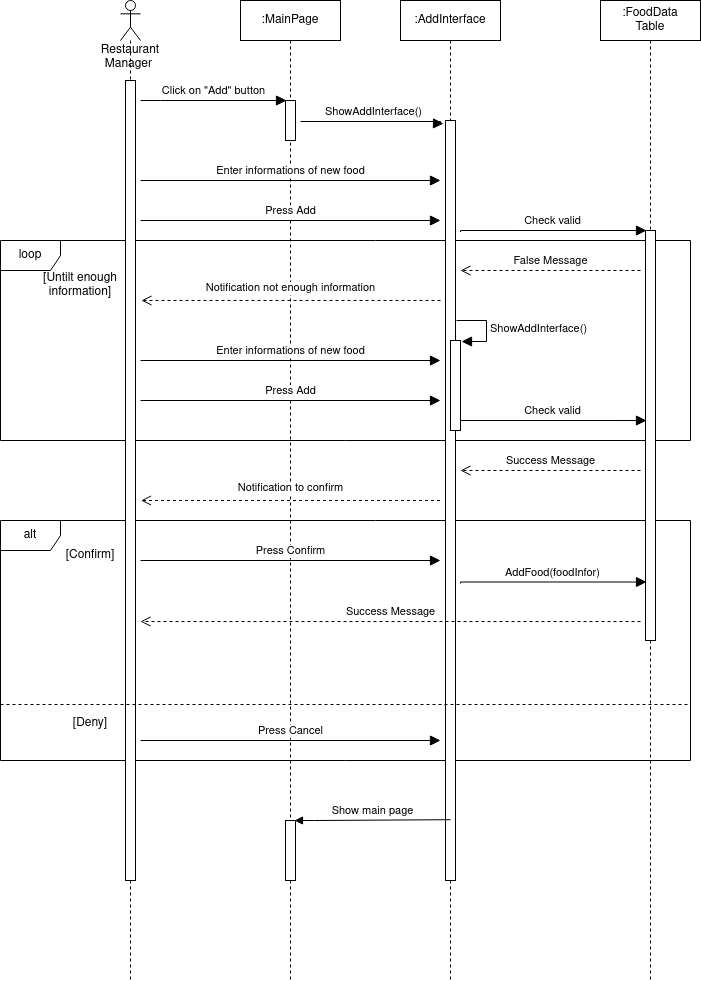 :MainPage
:AddInterface
:FoodData
Table
Restaurant
Manager
Click on "Add" button
ShowAddInterface()
Enter informations of new food
Press Add
Check valid
loop
[Untilt enough
information]
False Message
Notification not enough information
ShowAddInterface()
Enter informations of new food
Press Add
Check valid
Success Message
Notification to confirm
alt
[Confirm]
Press Confirm
AddFood(foodInfor)
Success Message
[Deny]
Press Cancel
Show main page